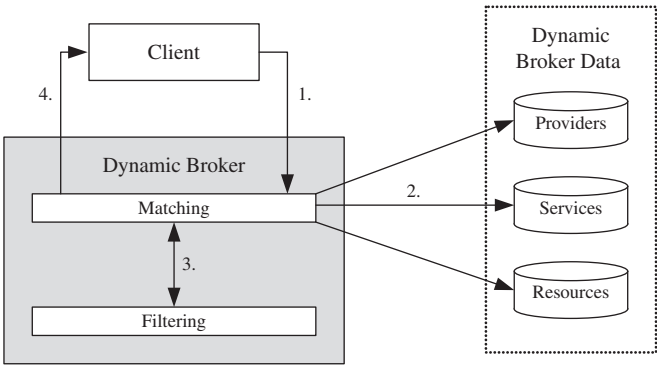 Client
Dynamic
Broker Data
4.
1.
Providers
Dynamic Broker
Matching
2.
Services
3.
Resources
Filtering